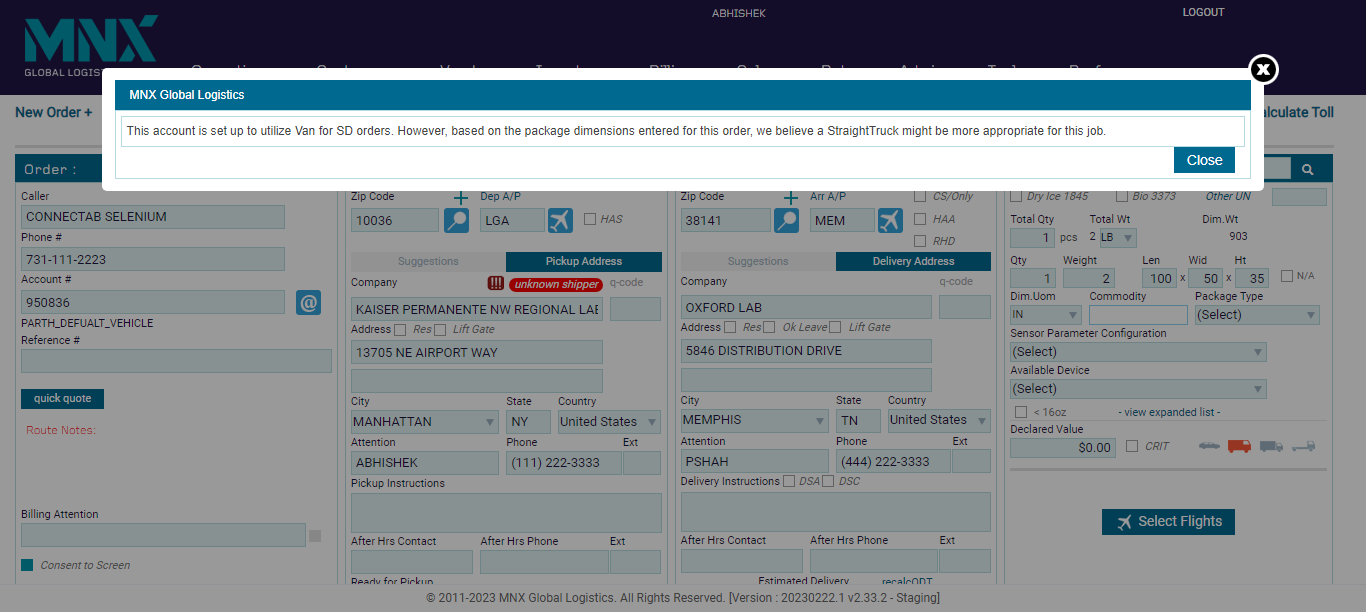 MNX
GLOBAL LOGIS
ABHISHEK
LOGOUT
MNX Global Logistics
X
This account is set up to utilize Van for SD orders. However, based on the package dimensions entered for this order, we believe a StraightTruck might be more appropriate for this job.
Close
New Order +
alculate Toll
Order :
Caller
CONNECTAB SELENIUM
Phone #
731-111-2223
Account #
950836
@
PARTH_DEFUALT_VEHICLE
Reference #
quick quote
Route Notes:
Billing Attention
Consent to Screen
Zip Code
Dep A/P
10036
LGA
HAS
Suggestions
Pickup Address
Company
!!!
unknown shipper
q-code
KAISER PERMANENTE NW REGIONAL LAB
Address
Res
Lift Gate
13705 NE AIRPORT WAY
City
State
Country
MANHATTAN
NY
United States
Attention
Phone
Ext
ABHISHEK
(111) 222-3333
Pickup Instructions
After Hrs Contact
After Hrs Phone
Ext
Ready for Pickup
Zip Code
Arr A/P
CS/Only
38141
MEM
HAA
RHD
Suggestions
Delivery Address
Company
q-code
OXFORD LAB
Address
Res
Ok Leave
Lift Gate
5846 DISTRIBUTION DRIVE
City
State
Country
MEMPHIS
TN
United States
Attention
Phone
Ext
PSHAH
(444) 222-3333
Delivery Instructions
DSA
DSC
After Hrs Contact
After Hrs Phone
Ext
Estimated Delivery
recalcODT
Dry Ice 1845
Bio 3373
Other UN
Total Qty
Total Wt
Dim.Wt
1 pcs
2 LB
903
Qty
Weight
Len
Wid
Ht
1
2
100 x 50 x 35
N/A
Dim.Uom
Commodity
Package Type
IN
(Select)
Sensor Parameter Configuration
(Select)
Available Device
(Select)
< 16oz
- view expanded list -
Declared Value
$0.00
CRIT
Select Flights
© 2011-2023 MNX Global Logistics. All Rights Reserved. [Version : 20230222.1 v2.33.2 - Staging]